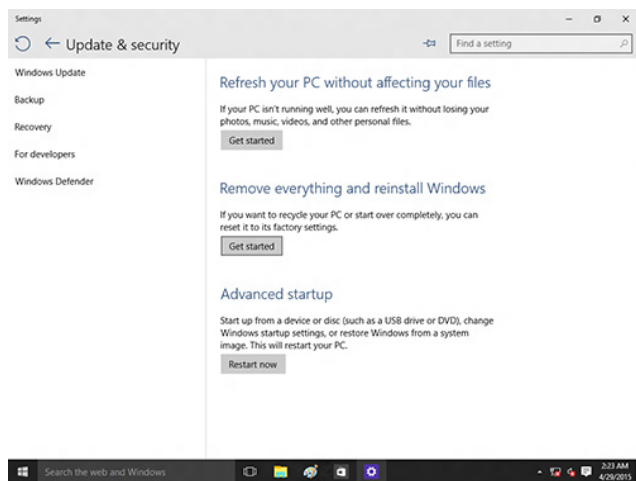 Settings
Update & security
Find a setting
Windows Update
Backup
Recovery
For developers
Windows Defender
Refresh your PC without affecting your files
If your PC isn't running well, you can refresh it without losing your
photos, music, videos, and other personal files.
Get started
Remove everything and reinstall Windows
If you want to recycle your PC or start over completely, you can
reset it to its factory settings.
Get started
Advanced startup
Start up from a device or disc (such as a USB drive or DVD), change
Windows startup settings, or restore Windows from a system
image. This will restart your PC.
Restart now
Search the web and Windows
2:23 AM
4/29/2015